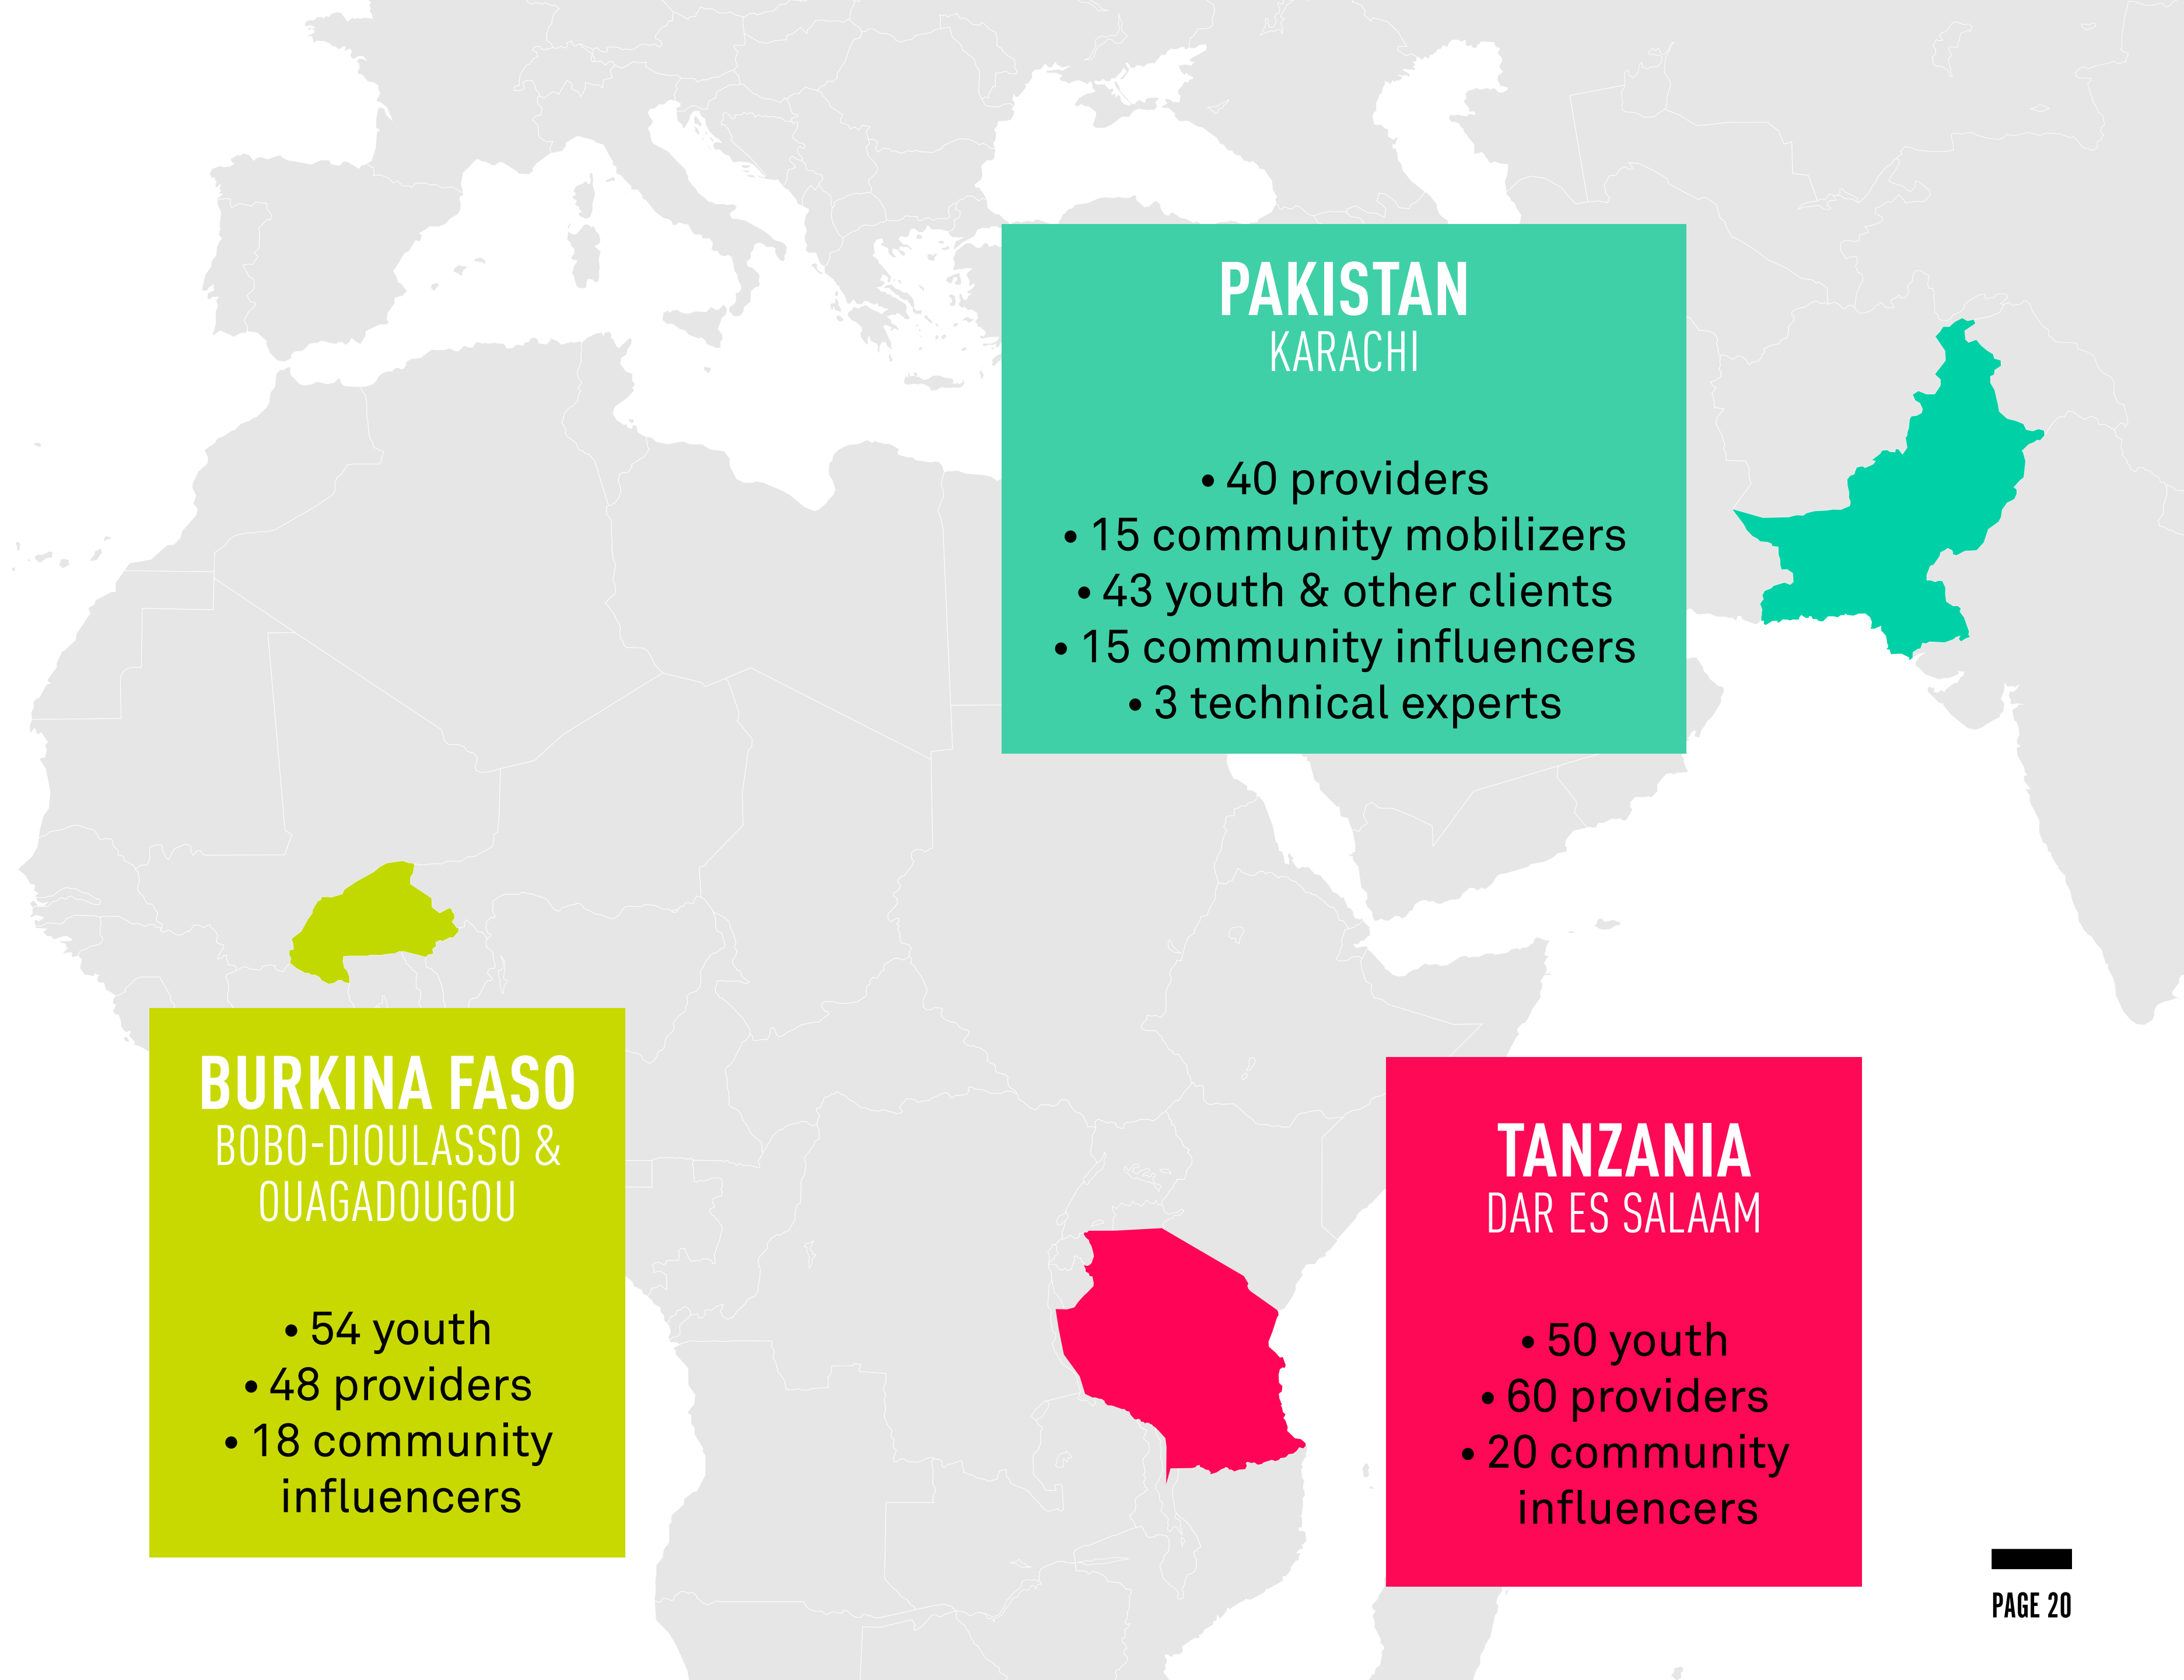 PAKISTAN
KARACHI
• 40 providers
• 15 community mobilizers
• 43 youth & other clients
• 15 community influencers
• 3 technical experts
BURKINA FASO
BOBO-DIOULASSO &
OUAGADOUGOU
• 54 youth
• 48 providers
• 18 community
influencers
TANZANIA
DAR ES SALAAM
• 50 youth
• 60 providers
• 20 community
influencers
PAGE 20